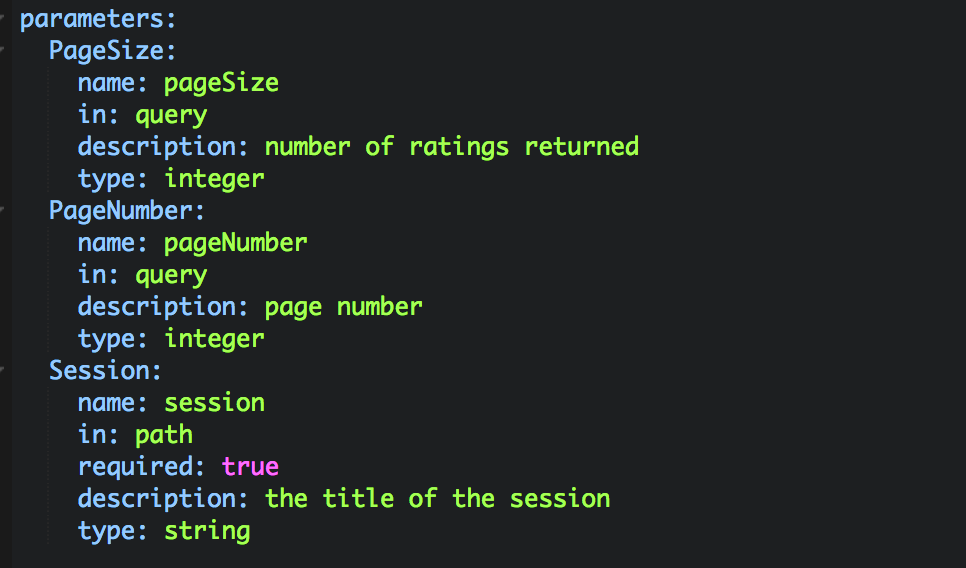 parameters:
  PageSize:
    name: pageSize
    in: query
    description: number of ratings returned
    type: integer
  PageNumber:
    name: pageNumber
    in: query
    description: page number
    type: integer
  Session:
    name: session
    in: path
    required: true
    description: the title of the session
    type: string